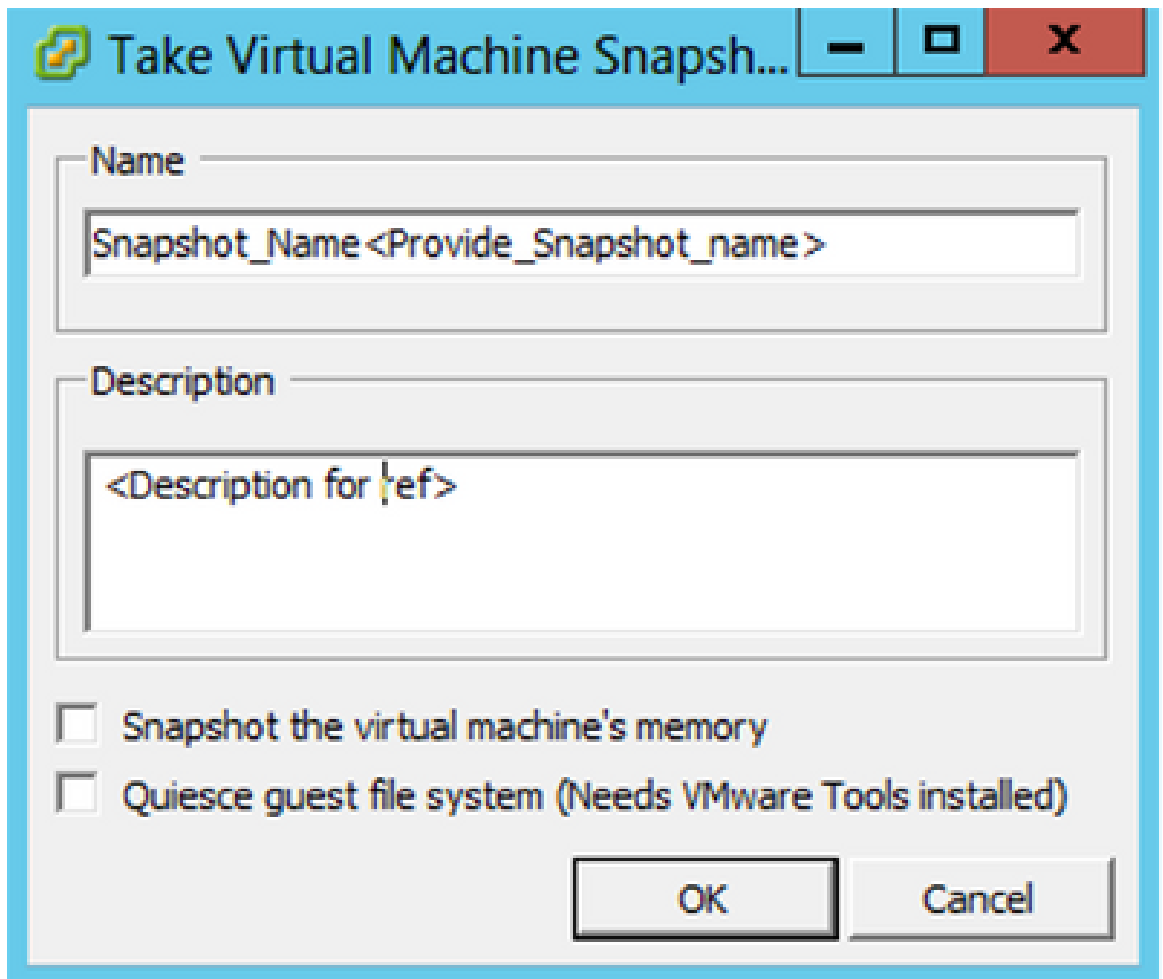 Take Virtual Machine Snapsh...
Name
Snapshot_Name<Provide_Snapshot_name>
Description
<Description for ref>
Snapshot the virtual machine's memory
Quiesce guest file system (Needs VMware Tools installed)
OK Cancel